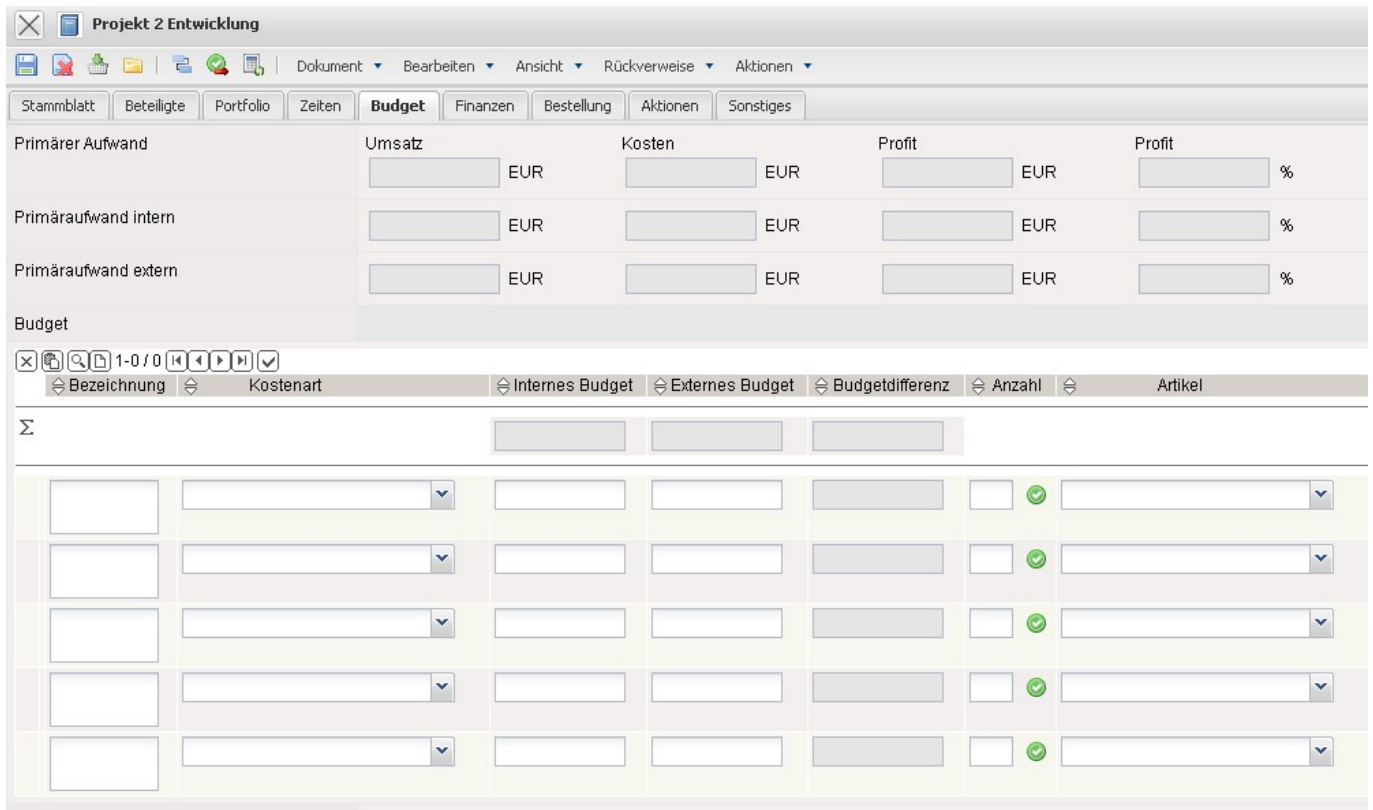 Projekt 2 Entwicklung
Dokument Bearbeiten Ansicht Rückverweise Aktionen
Stammblatt Beteiligte Portfolio Zeiten Budget Finanzen Bestellung Aktionen Sonstiges
Primärer Aufwand Umsatz Kosten Profit Profit
EUR EUR EUR %
Primäraufwand intern EUR EUR EUR %
Primäraufwand extern EUR EUR EUR %
Budget
1-0 / 0
Bezeichnung Kostenart Internes Budget Externes Budget Budgetdifferenz Anzahl Artikel
Σ